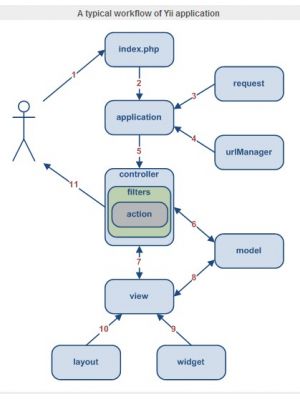 A typical workflow of Yii application
index.php
1
2
request
3
application
4
5
urlManager
controller
filters
action
11
6
model
7
8
view
10
9
layout
widget